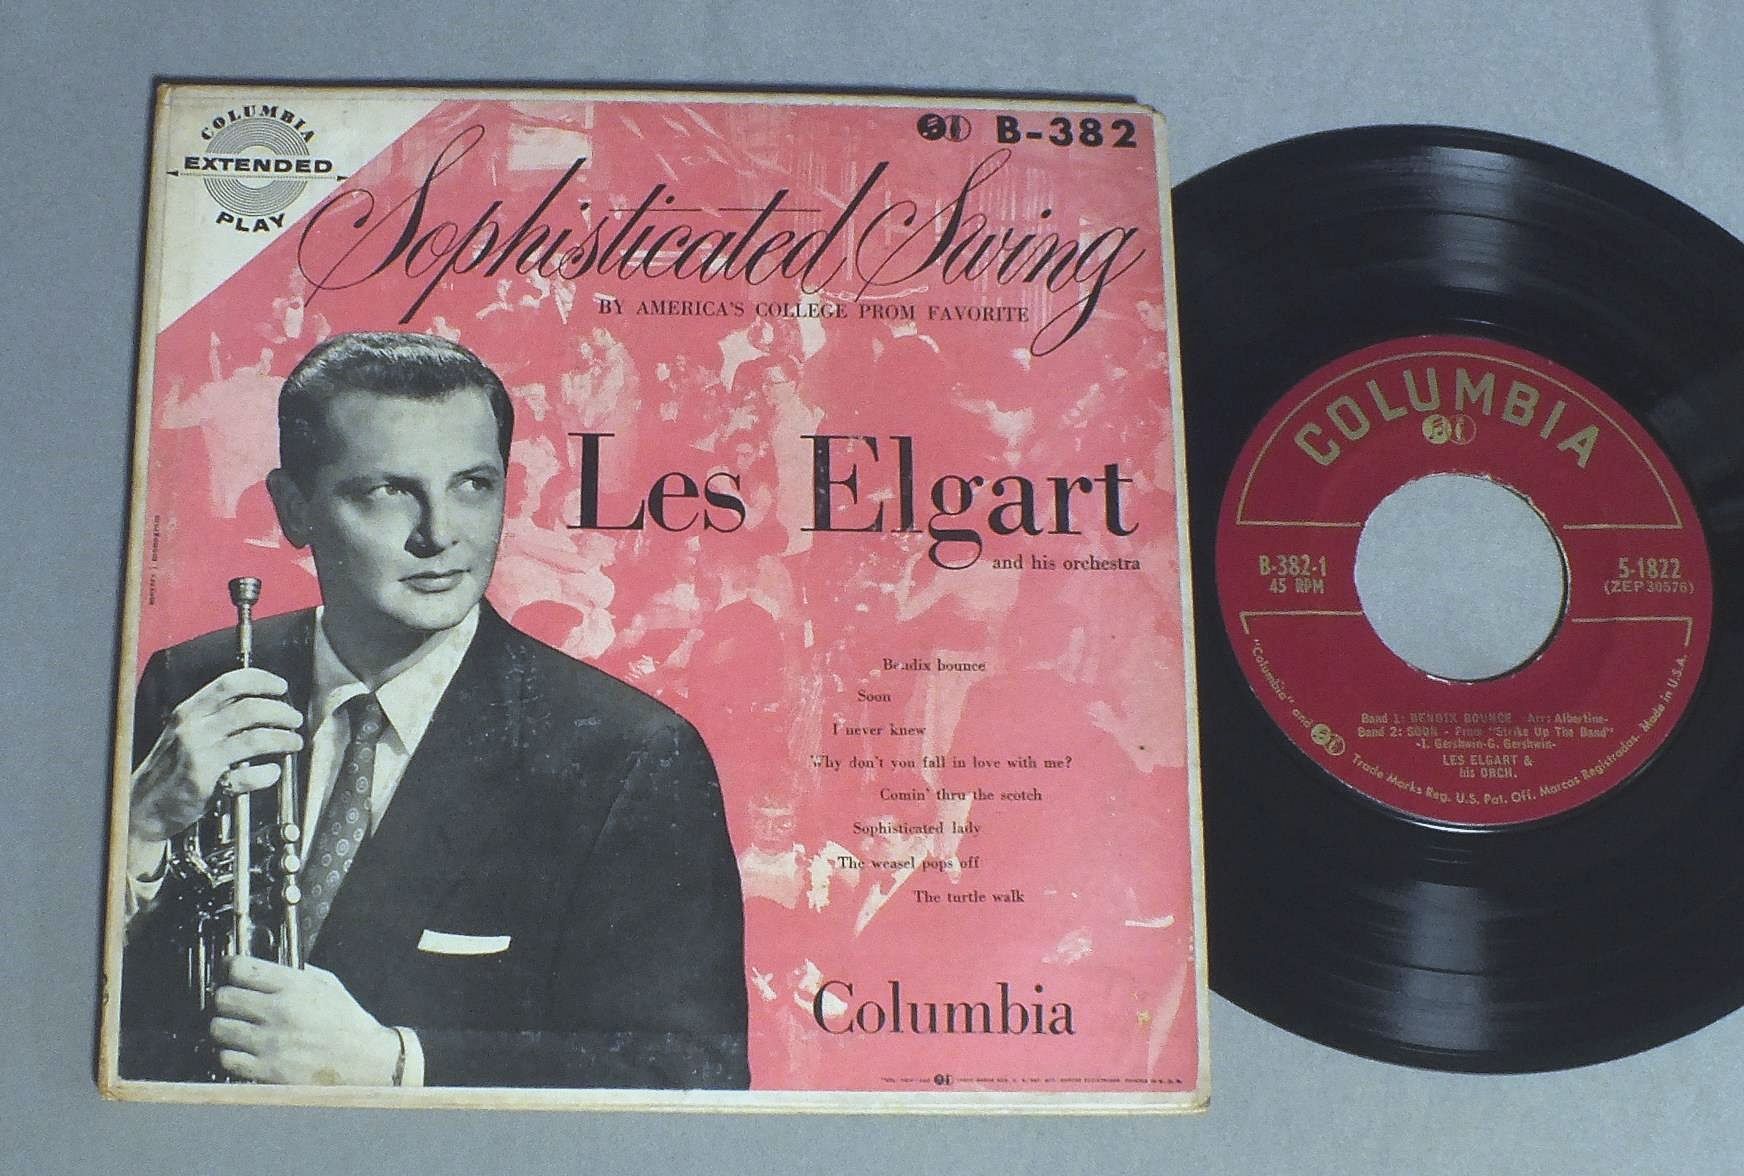 COLUMBIA
EXTENDED
PLAY
B-382
Sophisticated Swing
BY AMERICA'S COLLEGE PROM FAVORITE
Les Elgart
and his orchestra
Bendix bounce
Soon
I never knew
Why don't you fall in love with me?
Comin' thru the scotch
Sophisticated lady
The weasel pops off
The turtle walk
Columbia
COLUMBIA
B-382-1
45 RPM
5-1822
(ZEP 30576)
Band 1: BENDIX BOUNCE Arr: Albertine-
Band 2: SOON - From "Strike Up The Band"
-I. Gershwin-G. Gershwin-
LES ELGART &
his ORCH.
"Columbia" and Trade Marks Reg. U.S. Pat. Off. Marcas Registradas. Made in U.S.A.